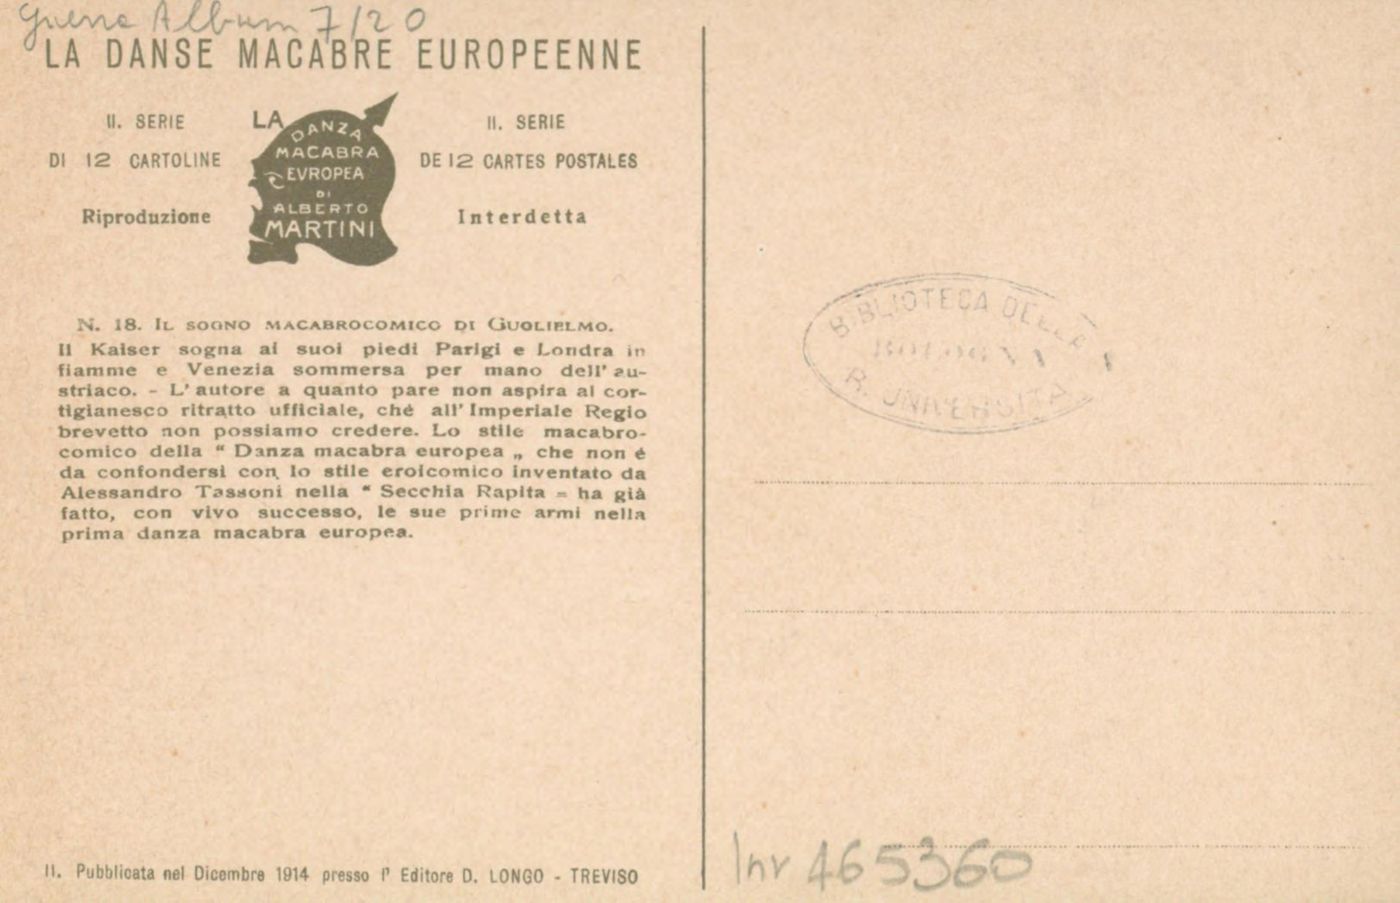 Guerra Album 7/20
LA DANSE MACABRE EUROPEENNE
II. SERIE
DI 12 CARTOLINE
Riproduzione
LA
DANZA
MACABRA
EVROPEA
DI
ALBERTO
MARTINI
II. SERIE
DE 12 CARTES POSTALES
Interdetta
N. 18. IL SOGNO MACABROCOMICO DI GUGLIELMO.
Il Kaiser sogna ai suoi piedi Parigi e Londra in
fiamme e Venezia sommersa per mano dell' au-
striaco. - L' autore a quanto pare non aspira al cor-
tigianesco ritratto ufficiale, chè all' Imperiale Regio
brevetto non possiamo credere. Lo stile macabro-
comico della “ Danza macabra europea „ che non è
da confondersi con lo stile eroicomico inventato da
Alessandro Tassoni nella “ Secchia Rapita „ ha già
fatto, con vivo successo, le sue prime armi nella
prima danza macabra europea.
II. Pubblicata nel Dicembre 1914 presso l' Editore D. LONGO - TREVISO
BIBLIOTECA DELLA
R. UNIVERSITA
Inv 465360